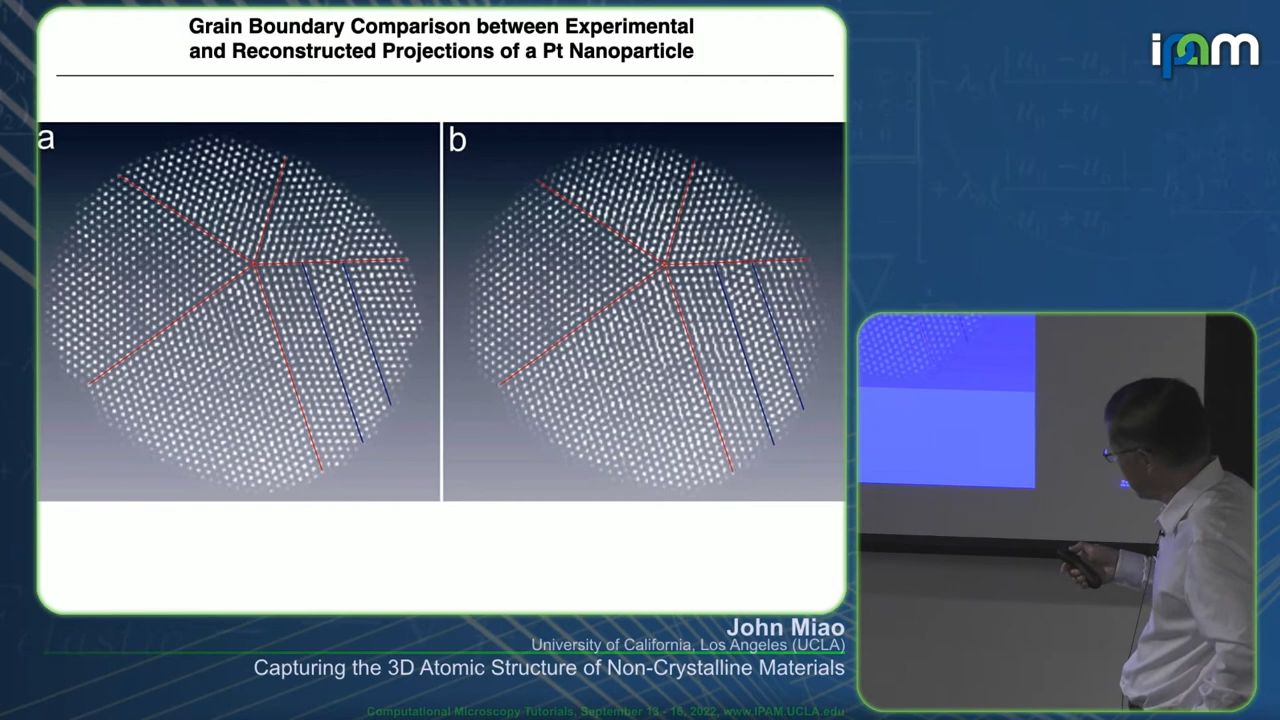 Grain Boundary Comparison between Experimental
and Reconstructed Projections of a Pt Nanoparticle
a
b
ipam
John Miao
University of California, Los Angeles (UCLA)
Capturing the 3D Atomic Structure of Non-Crystalline Materials
Computational Microscopy Tutorials, September 13 - 16, 2022, www.IPAM.UCLA.edu